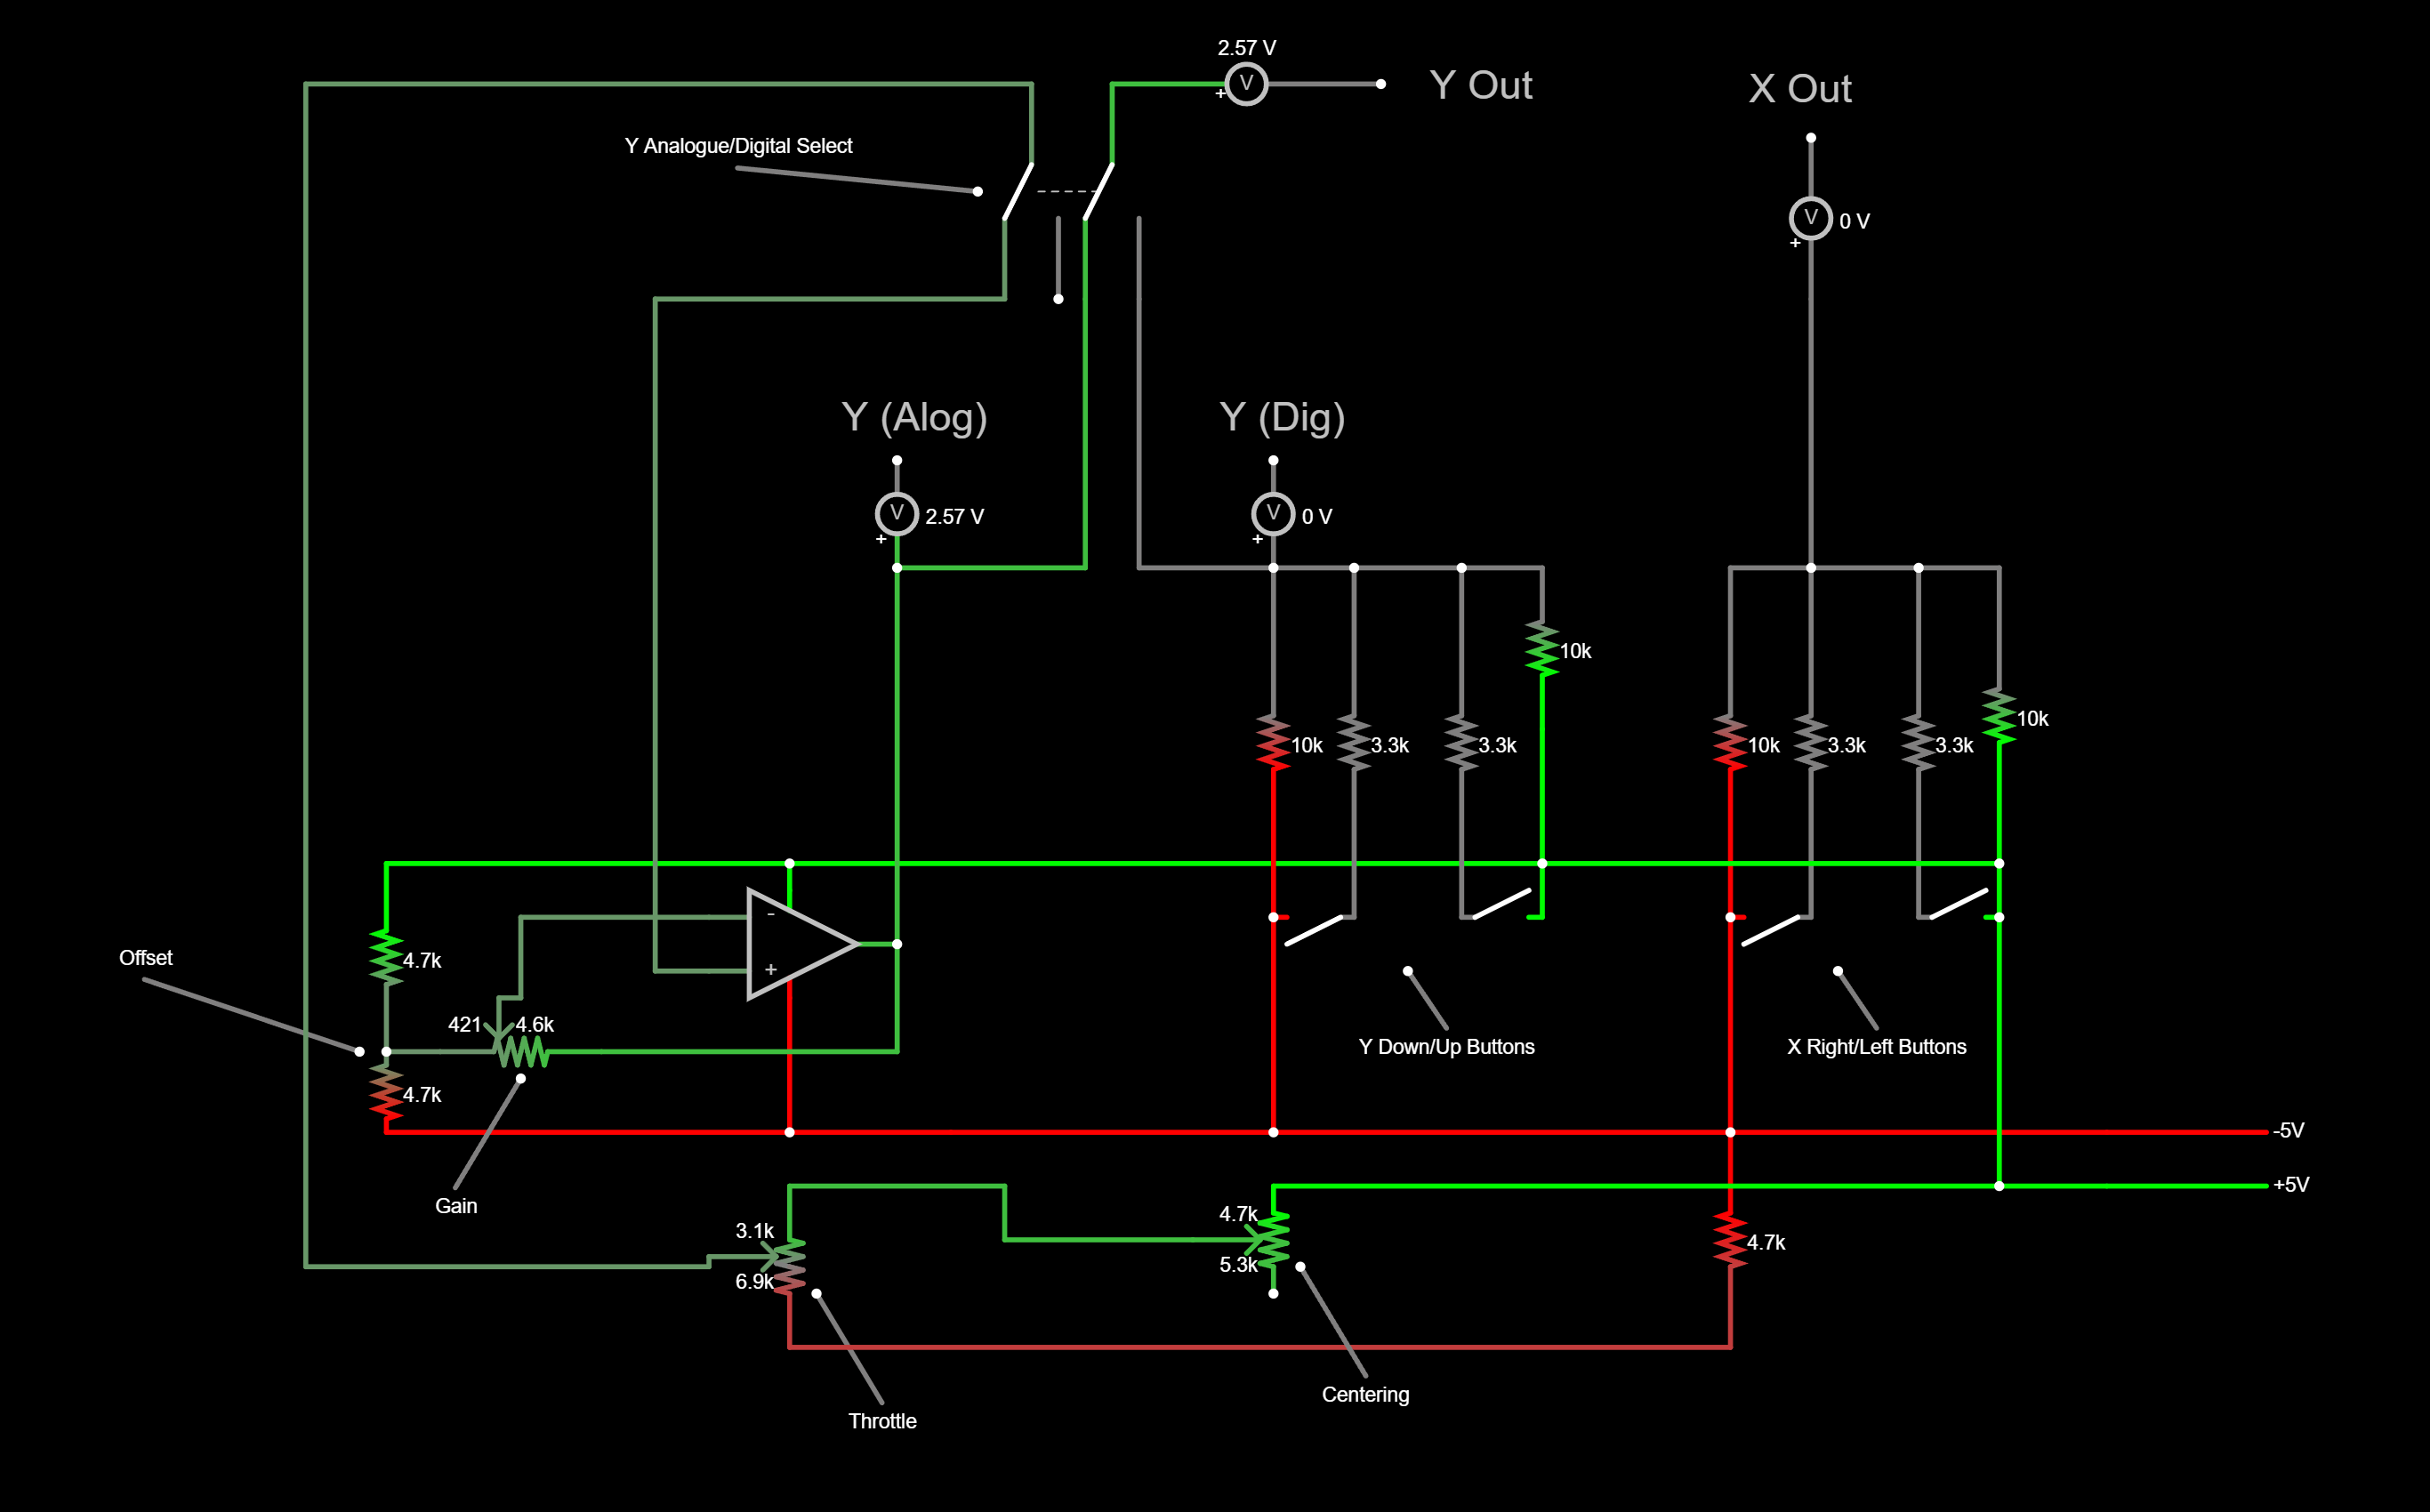 2.57 V
V
+
Y Out
X Out
Y Analogue/Digital Select
V
0 V
+
Y (Alog)
Y (Dig)
V
2.57 V
+
V
0 V
+
10k
10k
10k
3.3k
3.3k
10k
3.3k
3.3k
-
+
Offset
4.7k
421
4.6k
Y Down/Up Buttons
X Right/Left Buttons
4.7k
-5V
+5V
Gain
3.1k
6.9k
4.7k
5.3k
4.7k
Centering
Throttle